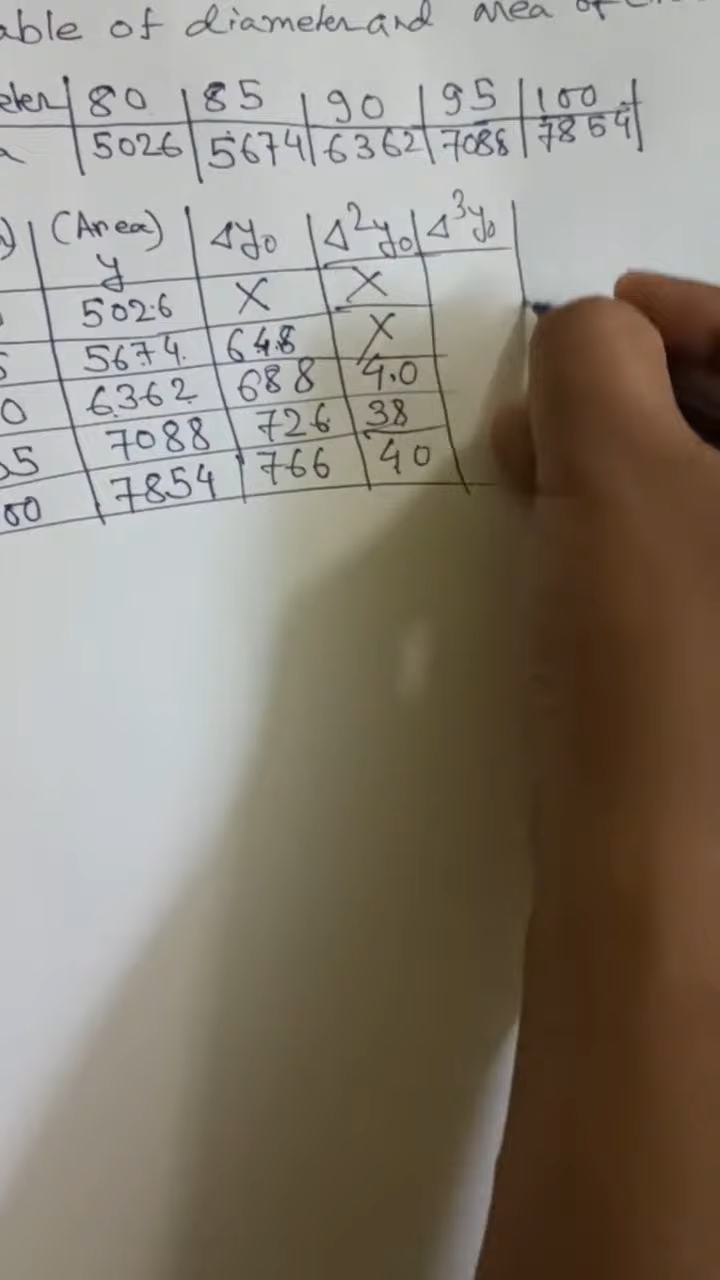 able of diameter and area of
eter 80 85 90 95 100
a 5026 5674 6362 7088 7854
(Area) y Δy₀ Δ²y₀ Δ³y₀
5026 X X
5 5674 648 X
0 6362 688 40
95 7088 726 38
00 7854 766 40